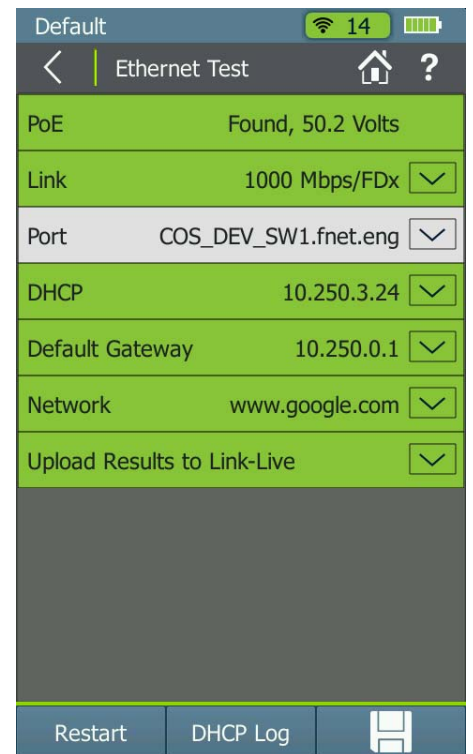 Default 14
Ethernet Test ?
PoE Found, 50.2 Volts
Link 1000 Mbps/FDx
Port COS_DEV_SW1.fnet.eng
DHCP 10.250.3.24
Default Gateway 10.250.0.1
Network www.google.com
Upload Results to Link-Live
Restart DHCP Log